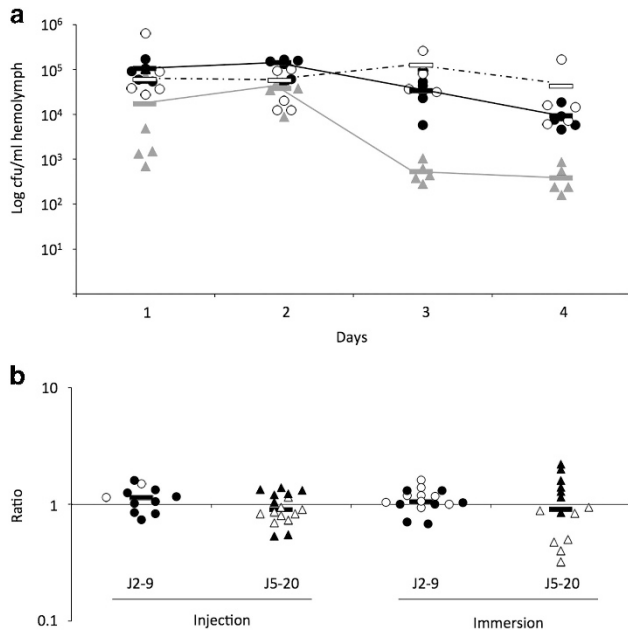 a
Log cfu/ml hemolymph
10⁶
10⁵
10⁴
10³
10²
10¹
1 2 3 4
Days
b
Ratio
10
1
0.1
J2-9 J5-20 J2-9 J5-20
Injection Immersion